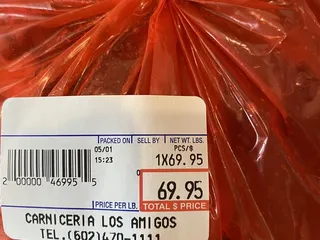 PACKED ON SELL BY NET WT. LBS.
05/01 PCS/$
15:23 1X69.95
2 00000 46995 5
0
69.95
PRICE PER LB. TOTAL $ PRICE
CARNICERIA LOS AMIGOS
TEL.(602)470-1111